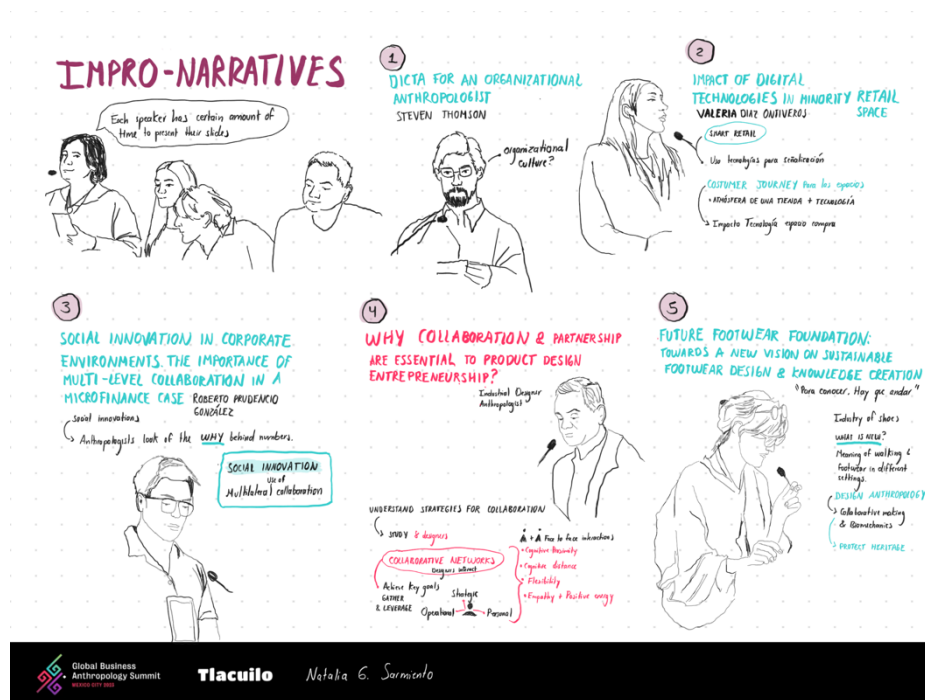 IMPRO-NARRATIVES
Each speaker has certain amount of
time to present their slides
1
DICTA FOR AN ORGANIZATIONAL
ANTHROPOLOGIST
STEVEN THOMSON
organizational
culture?
2
IMPACT OF DIGITAL
TECHNOLOGIES IN MINORITY RETAIL
SPACE
VALERIA DIAZ ONTIVEROS
SMART RETAIL
Uso tecnologías para señalización
COSTUMER JOURNEY Para los espacios
• ATMÓSFERA DE UNA TIENDA + TECNOLOGÍA
Impacto Tecnología espacio compra
3
SOCIAL INNOVATION IN CORPORATE
ENVIRONMENTS. THE IMPORTANCE OF
MULTI-LEVEL COLLABORATION IN A
MICROFINANCE CASE ROBERTO PRUDENCIO
GONZÁLEZ
Social innovations
Anthropologists look of the WHY behind numbers.
SOCIAL INNOVATION
use of
Multilateral collaboration
4
WHY COLLABORATION & PARTNERSHIP
ARE ESSENTIAL TO PRODUCT DESIGN
ENTREPRENEURSHIP?
Industrial Designer
Anthropologist
UNDERSTAND STRATEGIES FOR COLLABORATION
STUDY 8 designers
COLLABORATIVE NETWORKS
Designers interact
Achieve Key goals
GATHER
& LEVERAGE
Strategic
Operational
Personal
+ Face to face interactions
• Cognitive Proximity
• Cognitive distance
• Flexibility
• Empathy + Positive energy
5
FUTURE FOOTWEAR FOUNDATION:
TOWARDS A NEW VISION ON SUSTAINABLE
FOOTWEAR DESIGN & KNOWLEDGE CREATION
"Para conocer, Hay que andar"
Industry of shoes
WHAT IS NEW?
Meaning of walking &
Footwear in different
settings.
DESIGN ANTHROPOLOGY
Collaborative making
& Biomechanics
PROTECT HERITAGE
Global Business
Anthropology Summit
MEXICO CITY
Tlacuilo
Natalia G. Sarmiento